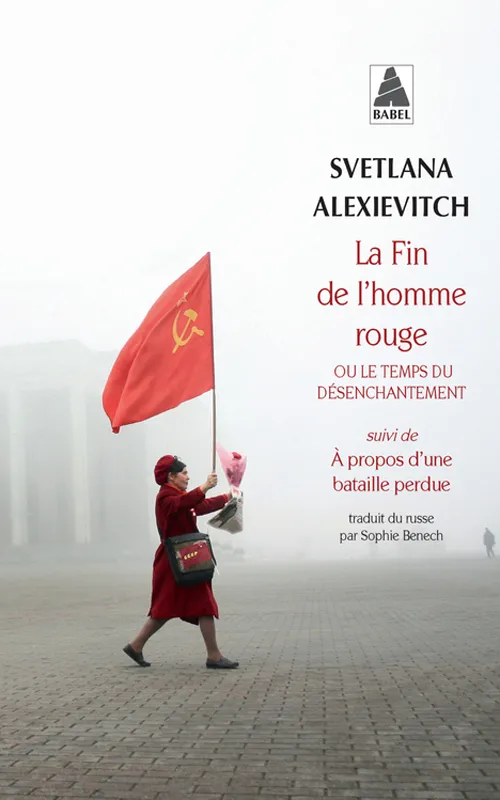 BABEL
SVETLANA
ALEXIEVITCH
La Fin
de l’homme
rouge
OU LE TEMPS DU
DÉSENCHANTEMENT
suivi de
À propos d’une
bataille perdue
traduit du russe
par Sophie Benech
CCCP